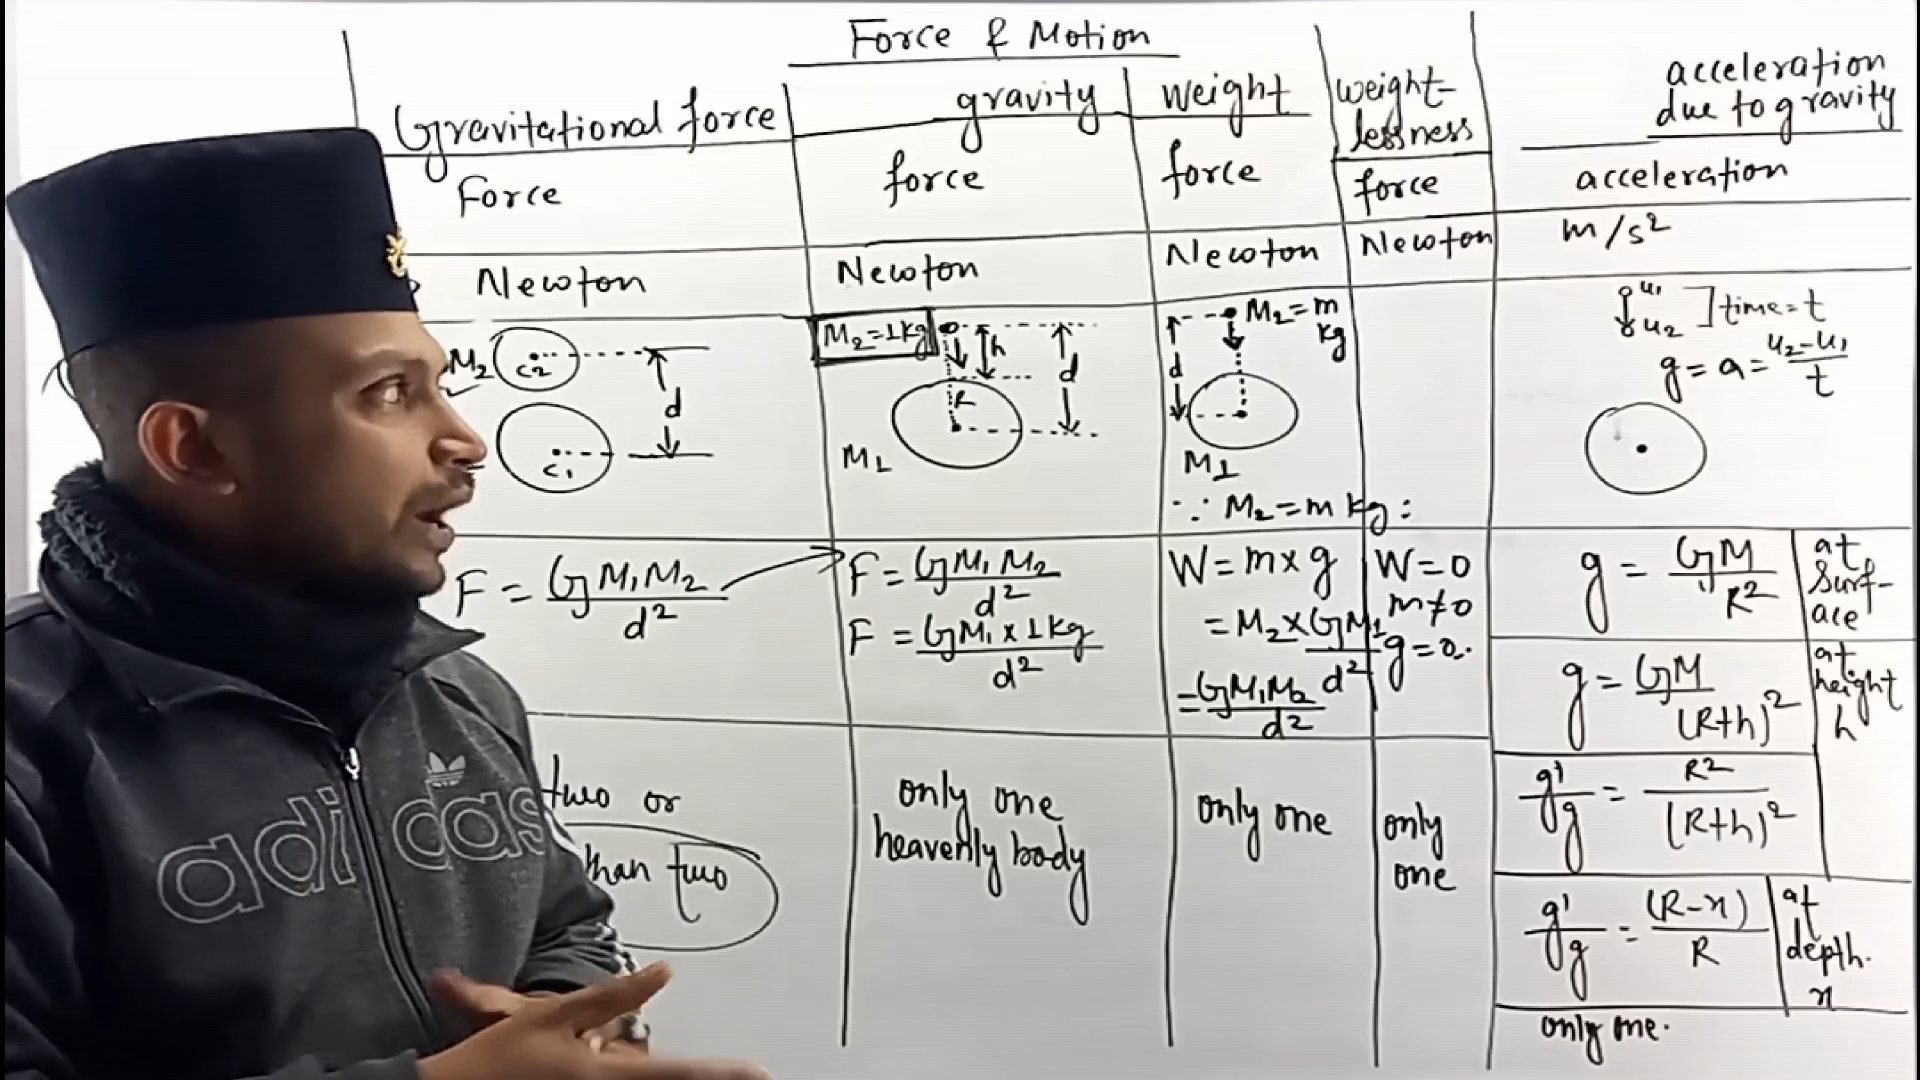 Force & Motion
Gravitational force
Force
Newton
M₂
C₂
d
C₁
F = GM₁M₂/d²
two or
than two
gravity
force
Newton
M₂=1kg
h
d
R
M₁
F = GM₁M₂/d²
F = GM₁ x 1kg/d²
only one
heavenly body
weight
force
Newton
M₂=m
kg
d
M₁
∵ M₂=m kg:
W=m x g
= M₂ x GM₁/d²
= GM₁M₂/d²
only one
weight-
lessness
force
Newton
W=0
m≠0
g=0.
only
one
acceleration
due to gravity
acceleration
m/s²
u₁
u₂ ] time=t
g = a = u₂-u₁/t
g = GM/R²
at
Surf-
ace
g = GM/(R+h)²
at
height
h
g'/g = R²/(R+h)²
g'/g = (R-x)/R
at
depth.
x
only one.
adidas